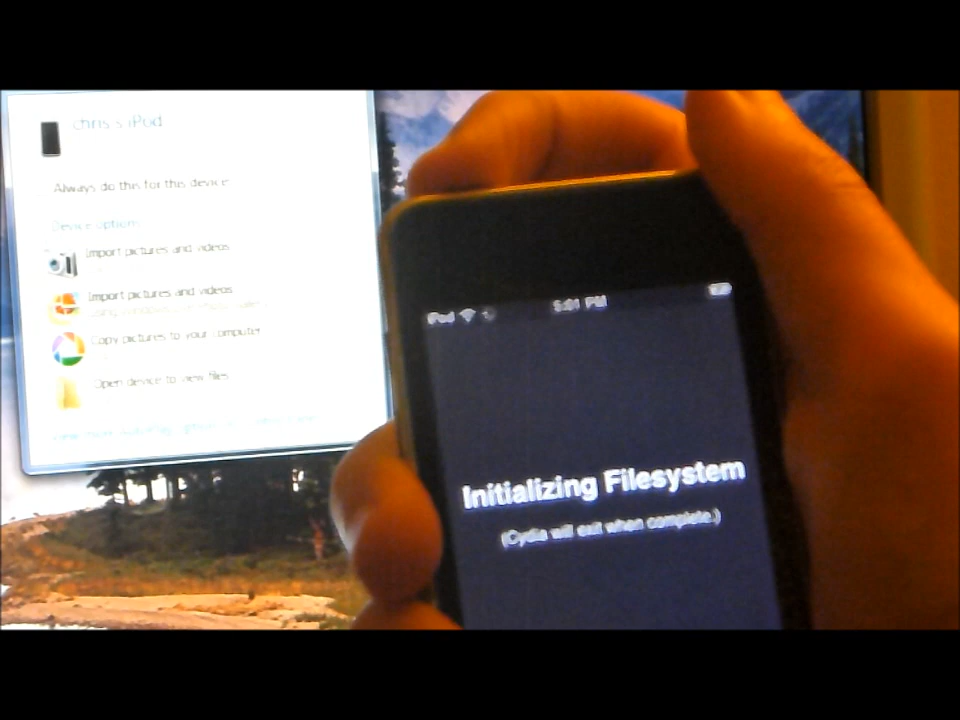 chris's iPod
Always do this for this device:
Device options
Import pictures and videos
Import pictures and videos
using Windows
Copy pictures to your computer
Open device to view files
iPod
5:01 PM
Initializing Filesystem
(Cydia will exit when complete.)